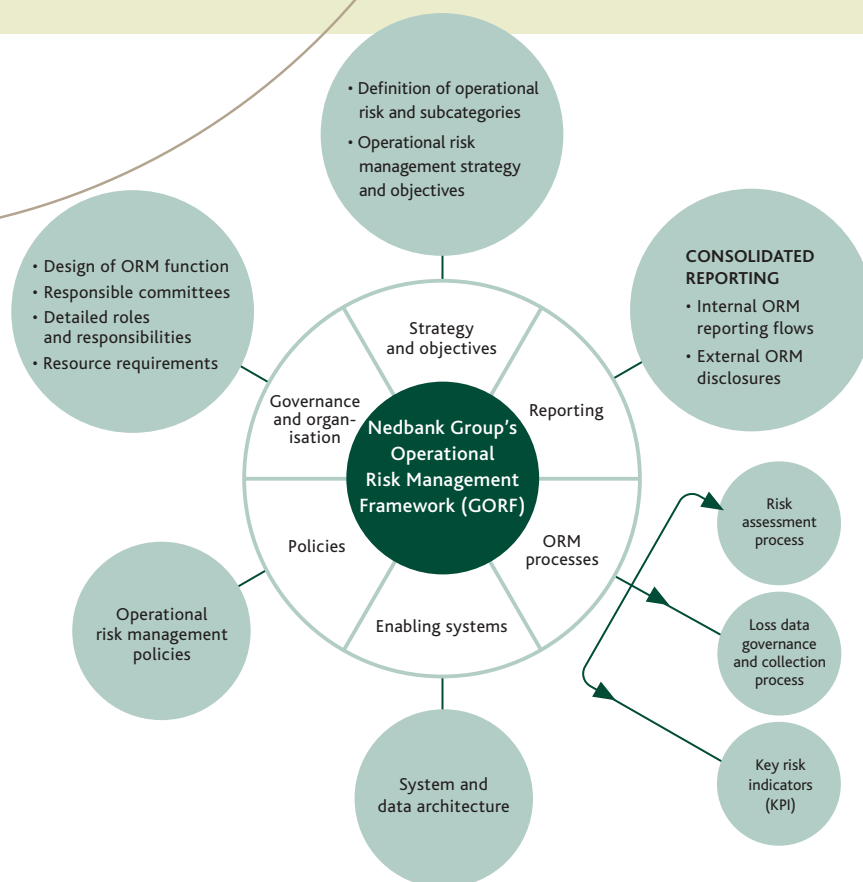 • Definition of operational
risk and subcategories
• Operational risk
management strategy
and objectives
• Design of ORM function
• Responsible committees
• Detailed roles
and responsibilities
• Resource requirements
CONSOLIDATED
REPORTING
• Internal ORM
reporting flows
• External ORM
disclosures
Strategy
and objectives
Governance
and organ-
isation
Reporting
Nedbank Group's
Operational
Risk Management
Framework (GORF)
Policies
ORM
processes
Enabling systems
Operational
risk management
policies
System and
data architecture
Risk
assessment
process
Loss data
governance
and collection
process
Key risk
indicators
(KPI)